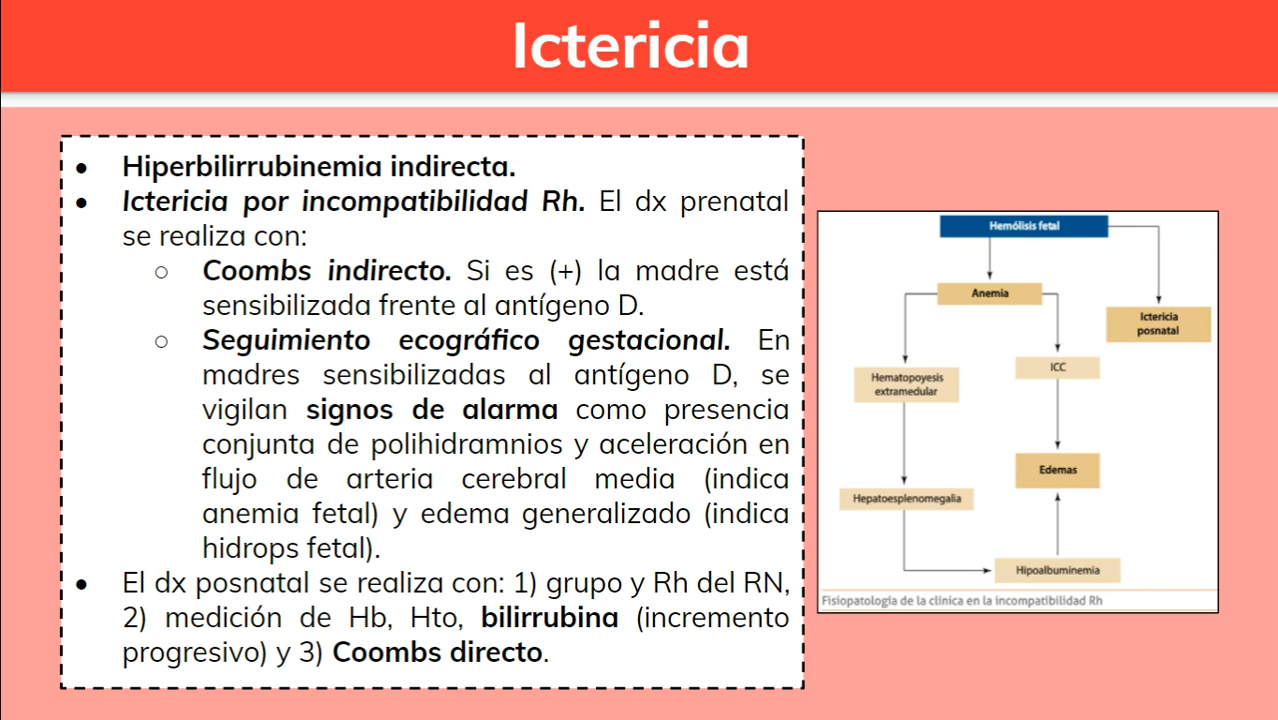 Ictericia
● Hiperbilirrubinemia indirecta.
● Ictericia por incompatibilidad Rh. El dx prenatal
se realiza con:
○ Coombs indirecto. Si es (+) la madre está
sensibilizada frente al antígeno D.
○ Seguimiento ecográfico gestacional. En
madres sensibilizadas al antígeno D, se
vigilan signos de alarma como presencia
conjunta de polihidramnios y aceleración en
flujo de arteria cerebral media (indica
anemia fetal) y edema generalizado (indica
hidrops fetal).
● El dx posnatal se realiza con: 1) grupo y Rh del RN,
2) medición de Hb, Hto, bilirrubina (incremento
progresivo) y 3) Coombs directo.
Hemólisis fetal
Anemia
Ictericia
posnatal
ICC
Hematopoyesis
extramedular
Edemas
Hepatoesplenomegalia
Hipoalbuminemia
Fisiopatología de la clínica en la incompatibilidad Rh